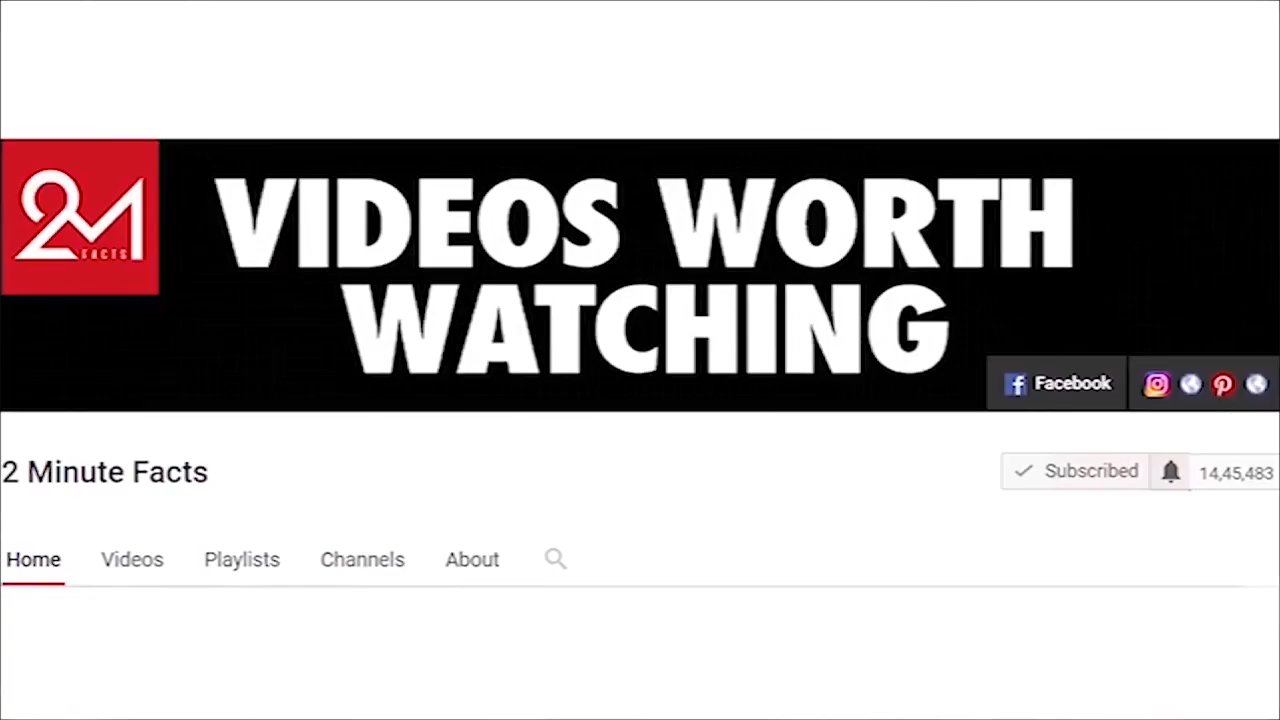 2M
FACTS
VIDEOS WORTH
WATCHING
Facebook
2 Minute Facts
Subscribed 14,45,483
Home Videos Playlists Channels About